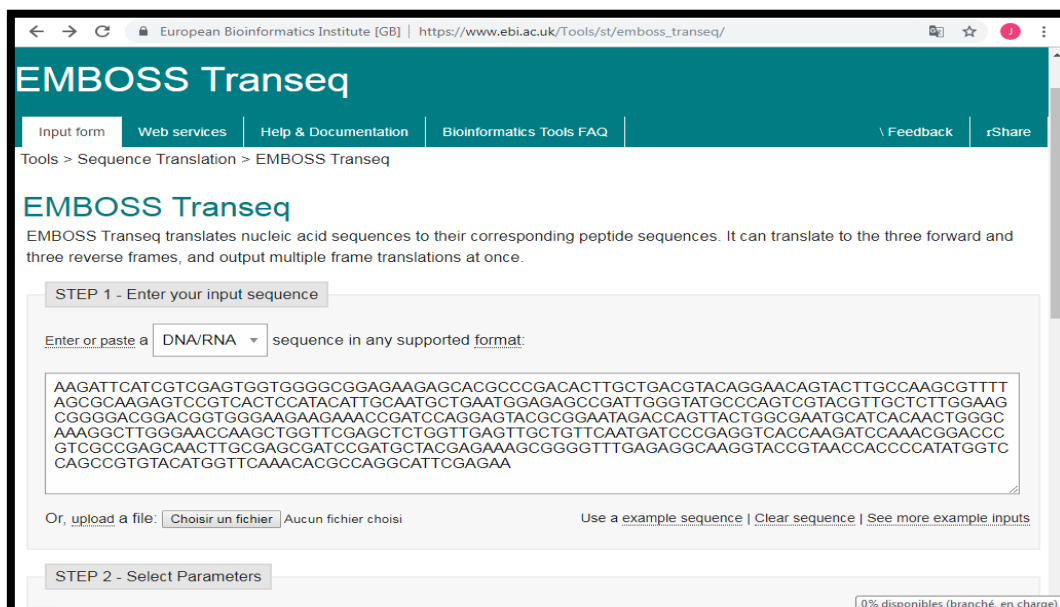 European Bioinformatics Institute [GB] | https://www.ebi.ac.uk/Tools/st/emboss_transeq/
J
EMBOSS Transeq
Input form Web services Help & Documentation Bioinformatics Tools FAQ \ Feedback rShare
Tools > Sequence Translation > EMBOSS Transeq
EMBOSS Transeq
EMBOSS Transeq translates nucleic acid sequences to their corresponding peptide sequences. It can translate to the three forward and
three reverse frames, and output multiple frame translations at once.
STEP 1 - Enter your input sequence
Enter or paste a DNA/RNA sequence in any supported format:
AAGATTCATCGTCGAGTGGTGGGGCGGAGAAGAGCACGCCCGACACTTGCTGACGTACAGGAACAGTACTTGCCAAGCGTTTT
AGCGCAAGAGTCCGTCACTCCATACATTGCAATGCTGAATGGAGAGCCGATTGGGTATGCCCAGTCGTACGTTGCTCTTGGAAG
CGGGGACGGACGGTGGGAAGAAGAAACCGATCCAGGAGTACGCGGAATAGACCAGTTACTGGCGAATGCATCACAACTGGGC
AAAGGCTTGGGAACCAAGCTGGTTCGAGCTCTGGTTGAGTTGCTGTTCAATGATCCCGAGGTCACCAAGATCCAAACGGACCC
GTCGCCGAGCAACTTGCGAGCGATCCGATGCTACGAGAAAGCGGGGTTTGAGAGGCAAGGTACCGTAACCACCCCATATGGTC
CAGCCGTGTACATGGTTCAAACACGCCAGGCATTCGAGAA
Or, upload a file: Choisir un fichier Aucun fichier choisi Use a example sequence | Clear sequence | See more example inputs
STEP 2 - Select Parameters
0% disponibles (branché, en charge)